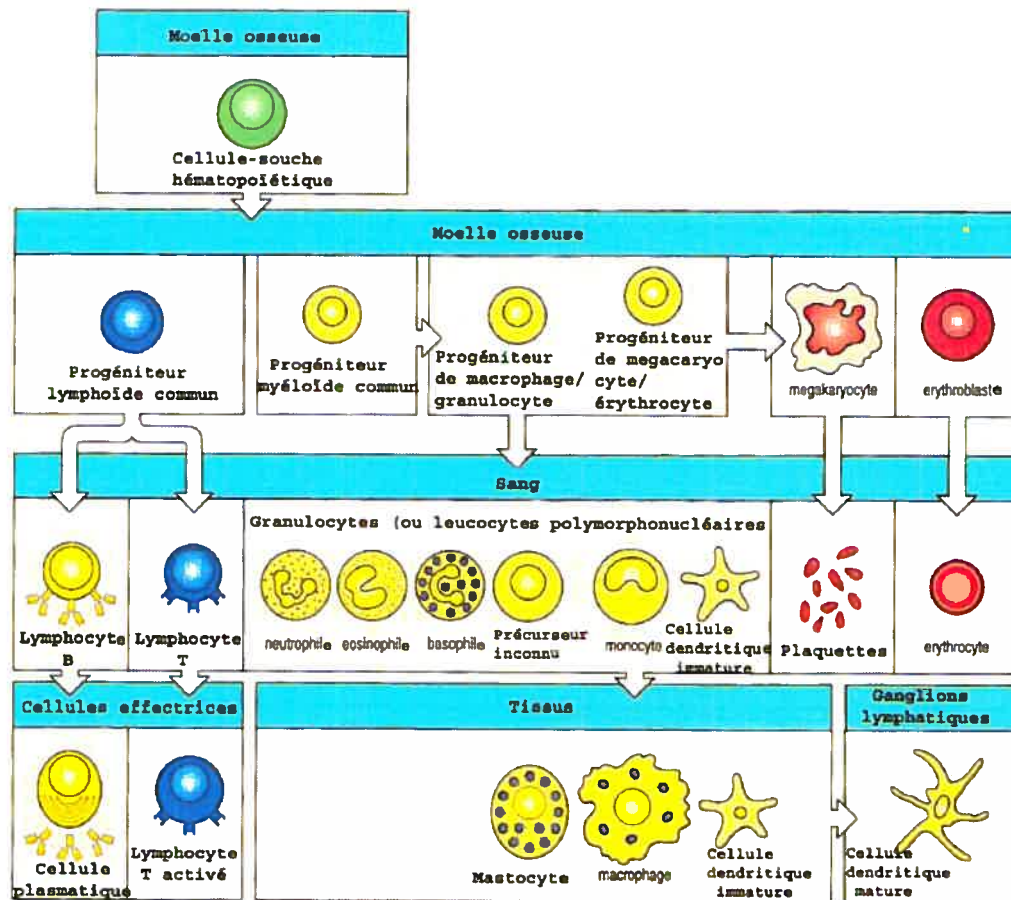 Moelle osseuse
Cellule-souche
hématopoïétique
Moelle osseuse
Progéniteur
lymphoïde commun
Progéniteur
myéloïde commun
Progéniteur
de macrophage/
granulocyte
Progéniteur
de megacaryo
cyte/
érythrocyte
megakaryocyte
erythroblaste
Sang
Granulocytes (ou leucocytes polymorphonucléaires
Lymphocyte
B
Lymphocyte
T
neutrophile
eosinophile
basophile
Précurseur
inconnu
monocyte
Cellule
dendritique
immature
Plaquettes
erythrocyte
Cellules effectrices
Tissus
Ganglions
lymphatiques
Cellule
plasmatique
Lymphocyte
T activé
Mastocyte
macrophage
Cellule
dendritique
immature
Cellule
dendritique
mature